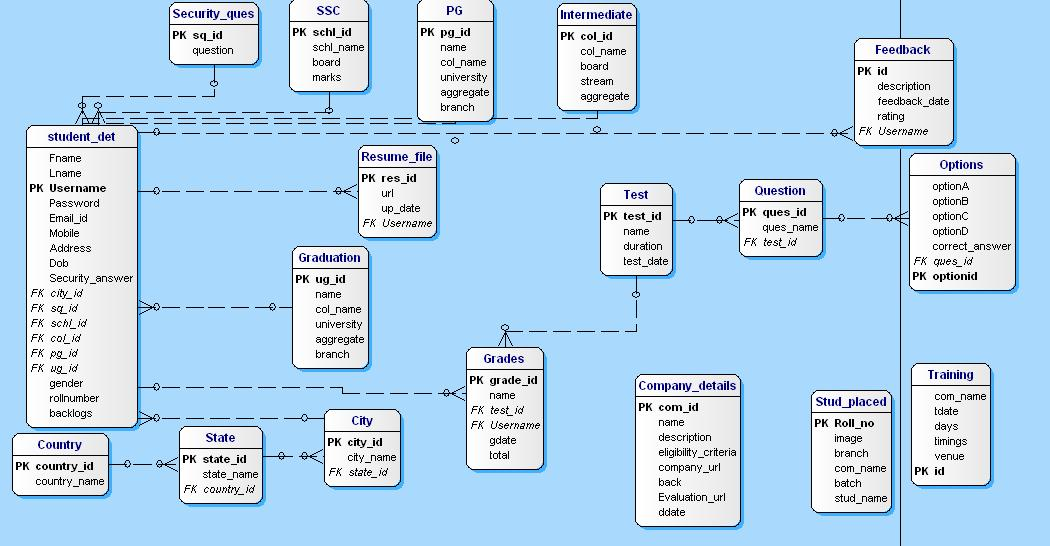 Security_ques
PK sq_id
question
SSC
PK schl_id
schl_name
board
marks
PG
PK pg_id
name
col_name
university
aggregate
branch
Intermediate
PK col_id
col_name
board
stream
aggregate
Feedback
PK id
description
feedback_date
rating
FK Username
student_det
Fname
Lname
PK Username
Password
Email_id
Mobile
Address
Dob
Security_answer
FK city_id
FK sq_id
FK schl_id
FK col_id
FK pg_id
FK ug_id
gender
rollnumber
backlogs
Resume_file
PK res_id
url
up_date
FK Username
Graduation
PK ug_id
name
col_name
university
aggregate
branch
Test
PK test_id
name
duration
test_date
Question
PK ques_id
ques_name
FK test_id
Options
optionA
optionB
optionC
optionD
correct_answer
FK ques_id
PK optionid
Grades
PK grade_id
name
FK test_id
FK Username
gdate
total
Country
PK country_id
country_name
State
PK state_id
state_name
FK country_id
City
PK city_id
city_name
FK state_id
Company_details
PK com_id
name
description
eligibility_criteria
company_url
back
Evaluation_url
ddate
Stud_placed
PK Roll_no
image
branch
com_name
batch
stud_name
Training
com_name
tdate
days
timings
venue
PK id